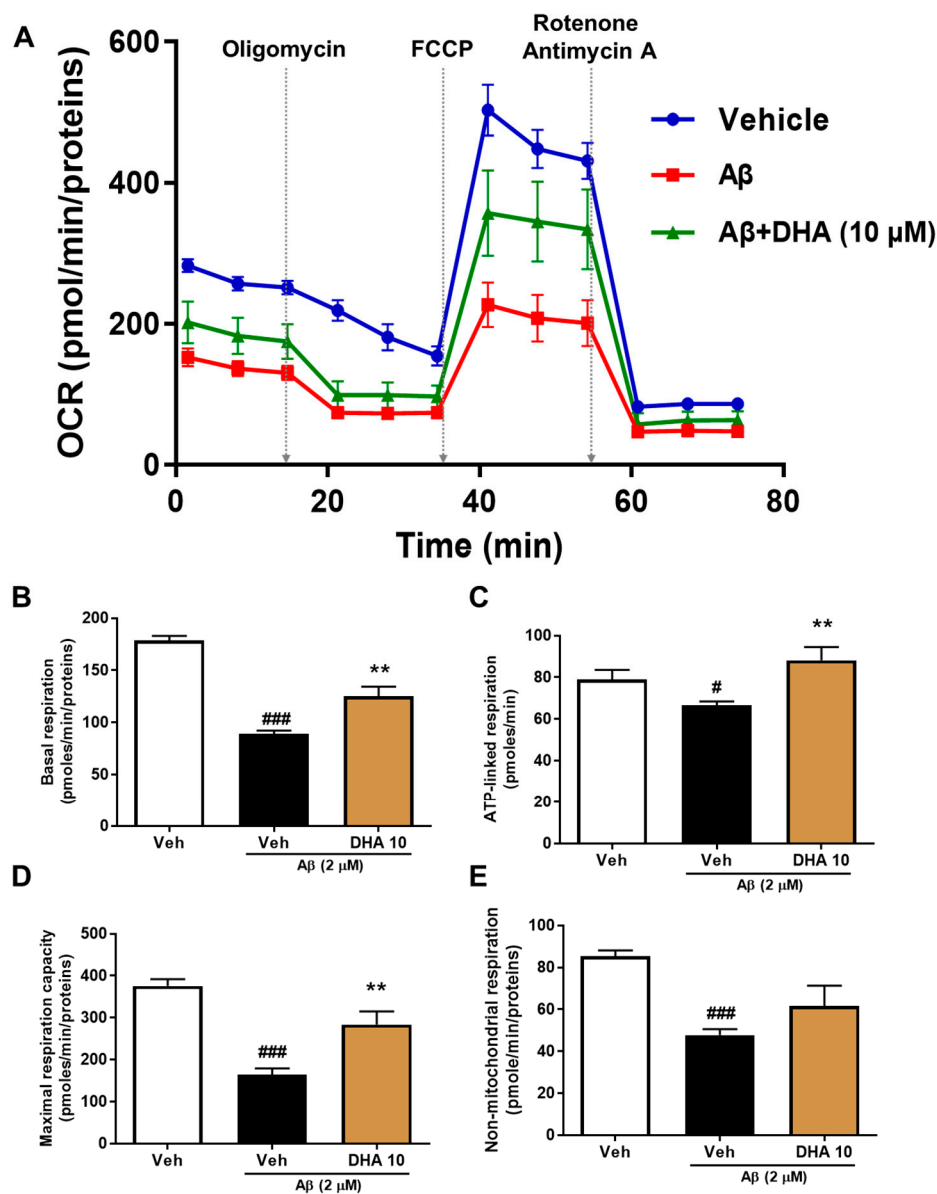 A
600
400
200
0
OCR (pmol/min/proteins)
Oligomycin
FCCP
Rotenone
Antimycin A
Vehicle
Aβ
Aβ+DHA (10 µM)
0 20 40 60 80
Time (min)
B
200
150
100
50
0
Basal respiration
(pmoles/min/proteins)
###
**
Veh Veh DHA 10
Aβ (2 µM)
C
100
80
60
40
20
0
ATP-linked respiration
(pmoles/min)
#
**
Veh Veh DHA 10
Aβ (2 µM)
D
500
400
300
200
100
0
Maximal respiration capacity
(pmoles/min/proteins)
###
**
Veh Veh DHA 10
Aβ (2 µM)
E
100
80
60
40
20
0
Non-mitochondrial respiration
(pmole/min/proteins)
###
Veh Veh DHA 10
Aβ (2 µM)